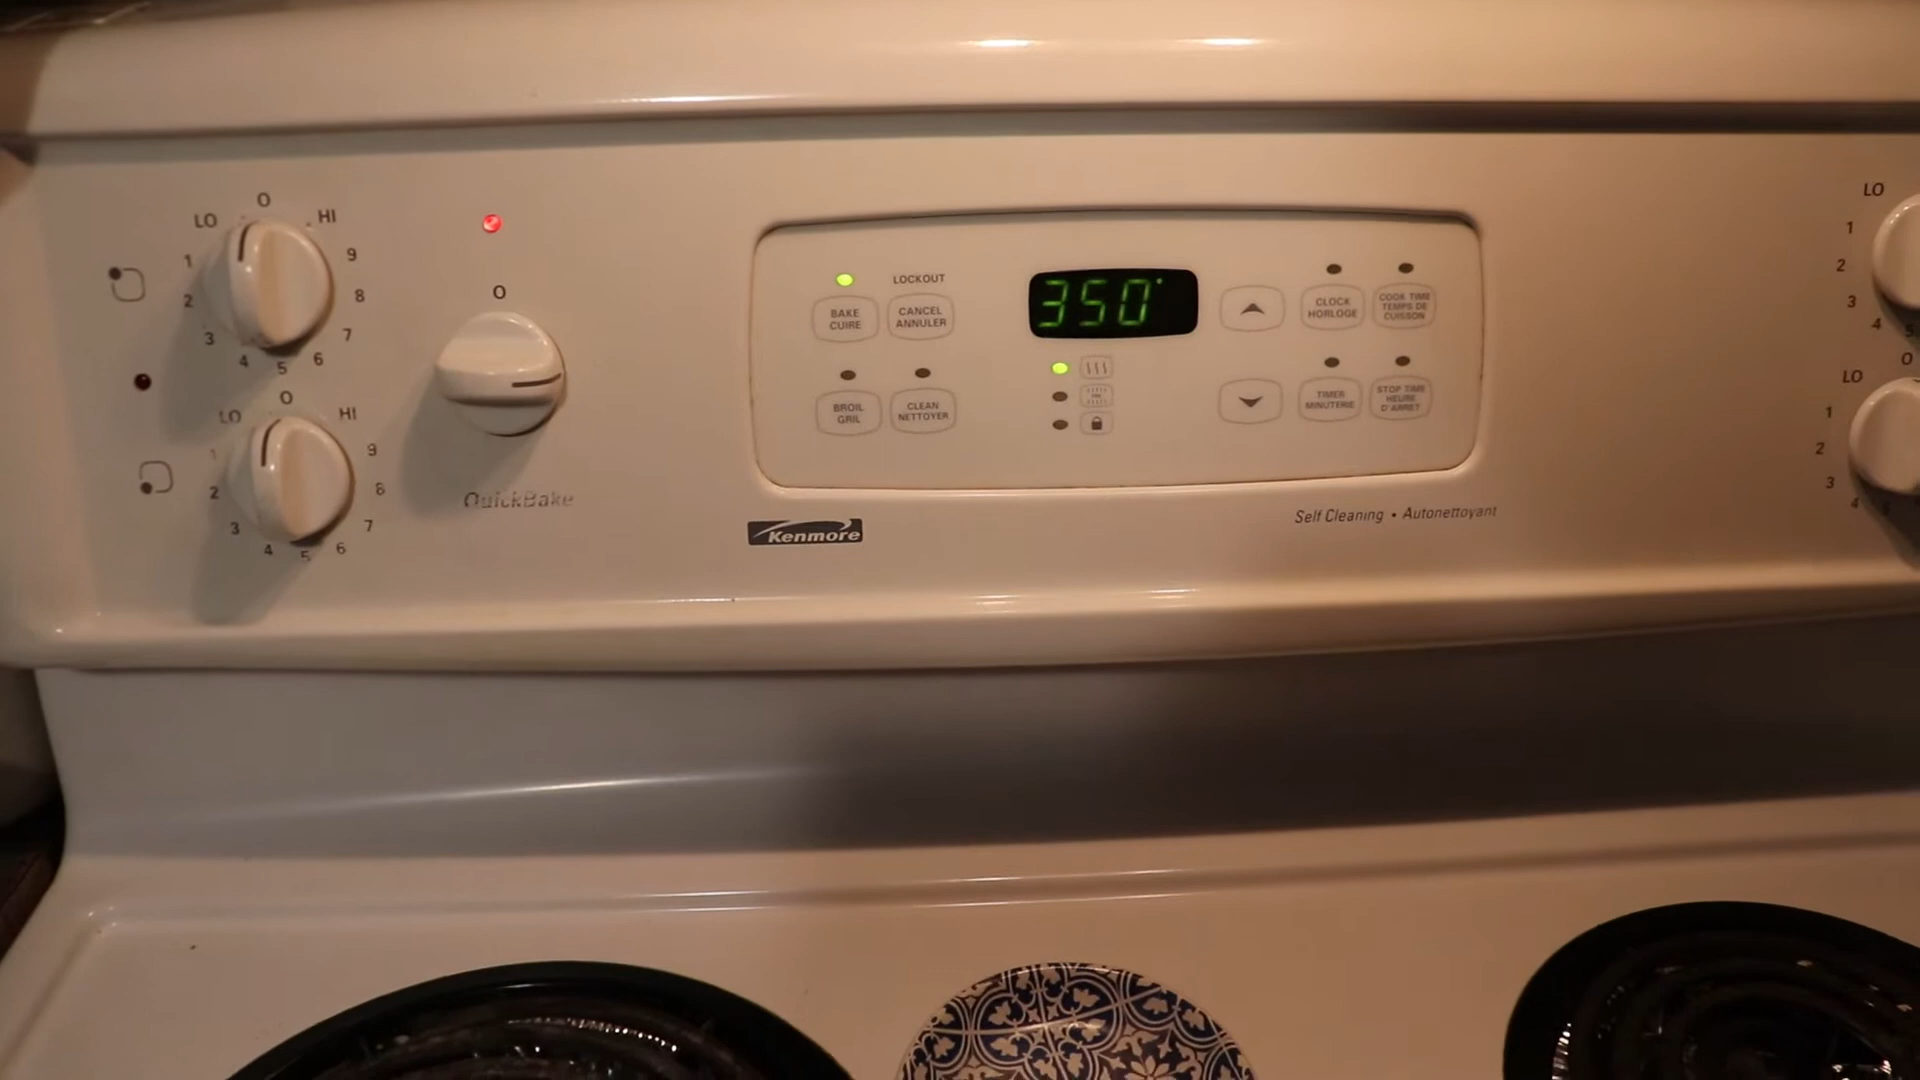 O
LO
HI
1
9
2
8
3
7
4
5
6
O
LO
HI
1
9
2
8
3
7
4
5
6
O
QuickBake
LOCKOUT
BAKE
CUIRE
CANCEL
ANNULER
350°
CLOCK
HORLOGE
COOK TIME
TEMPS DE
CUISSON
BROIL
GRIL
CLEAN
NETTOYER
TIMER
MINUTERIE
STOP TIME
HEURE
D'ARRET
Kenmore
Self Cleaning • Autonettoyant
LO
1
2
3
4
5
O
LO
1
2
3
4